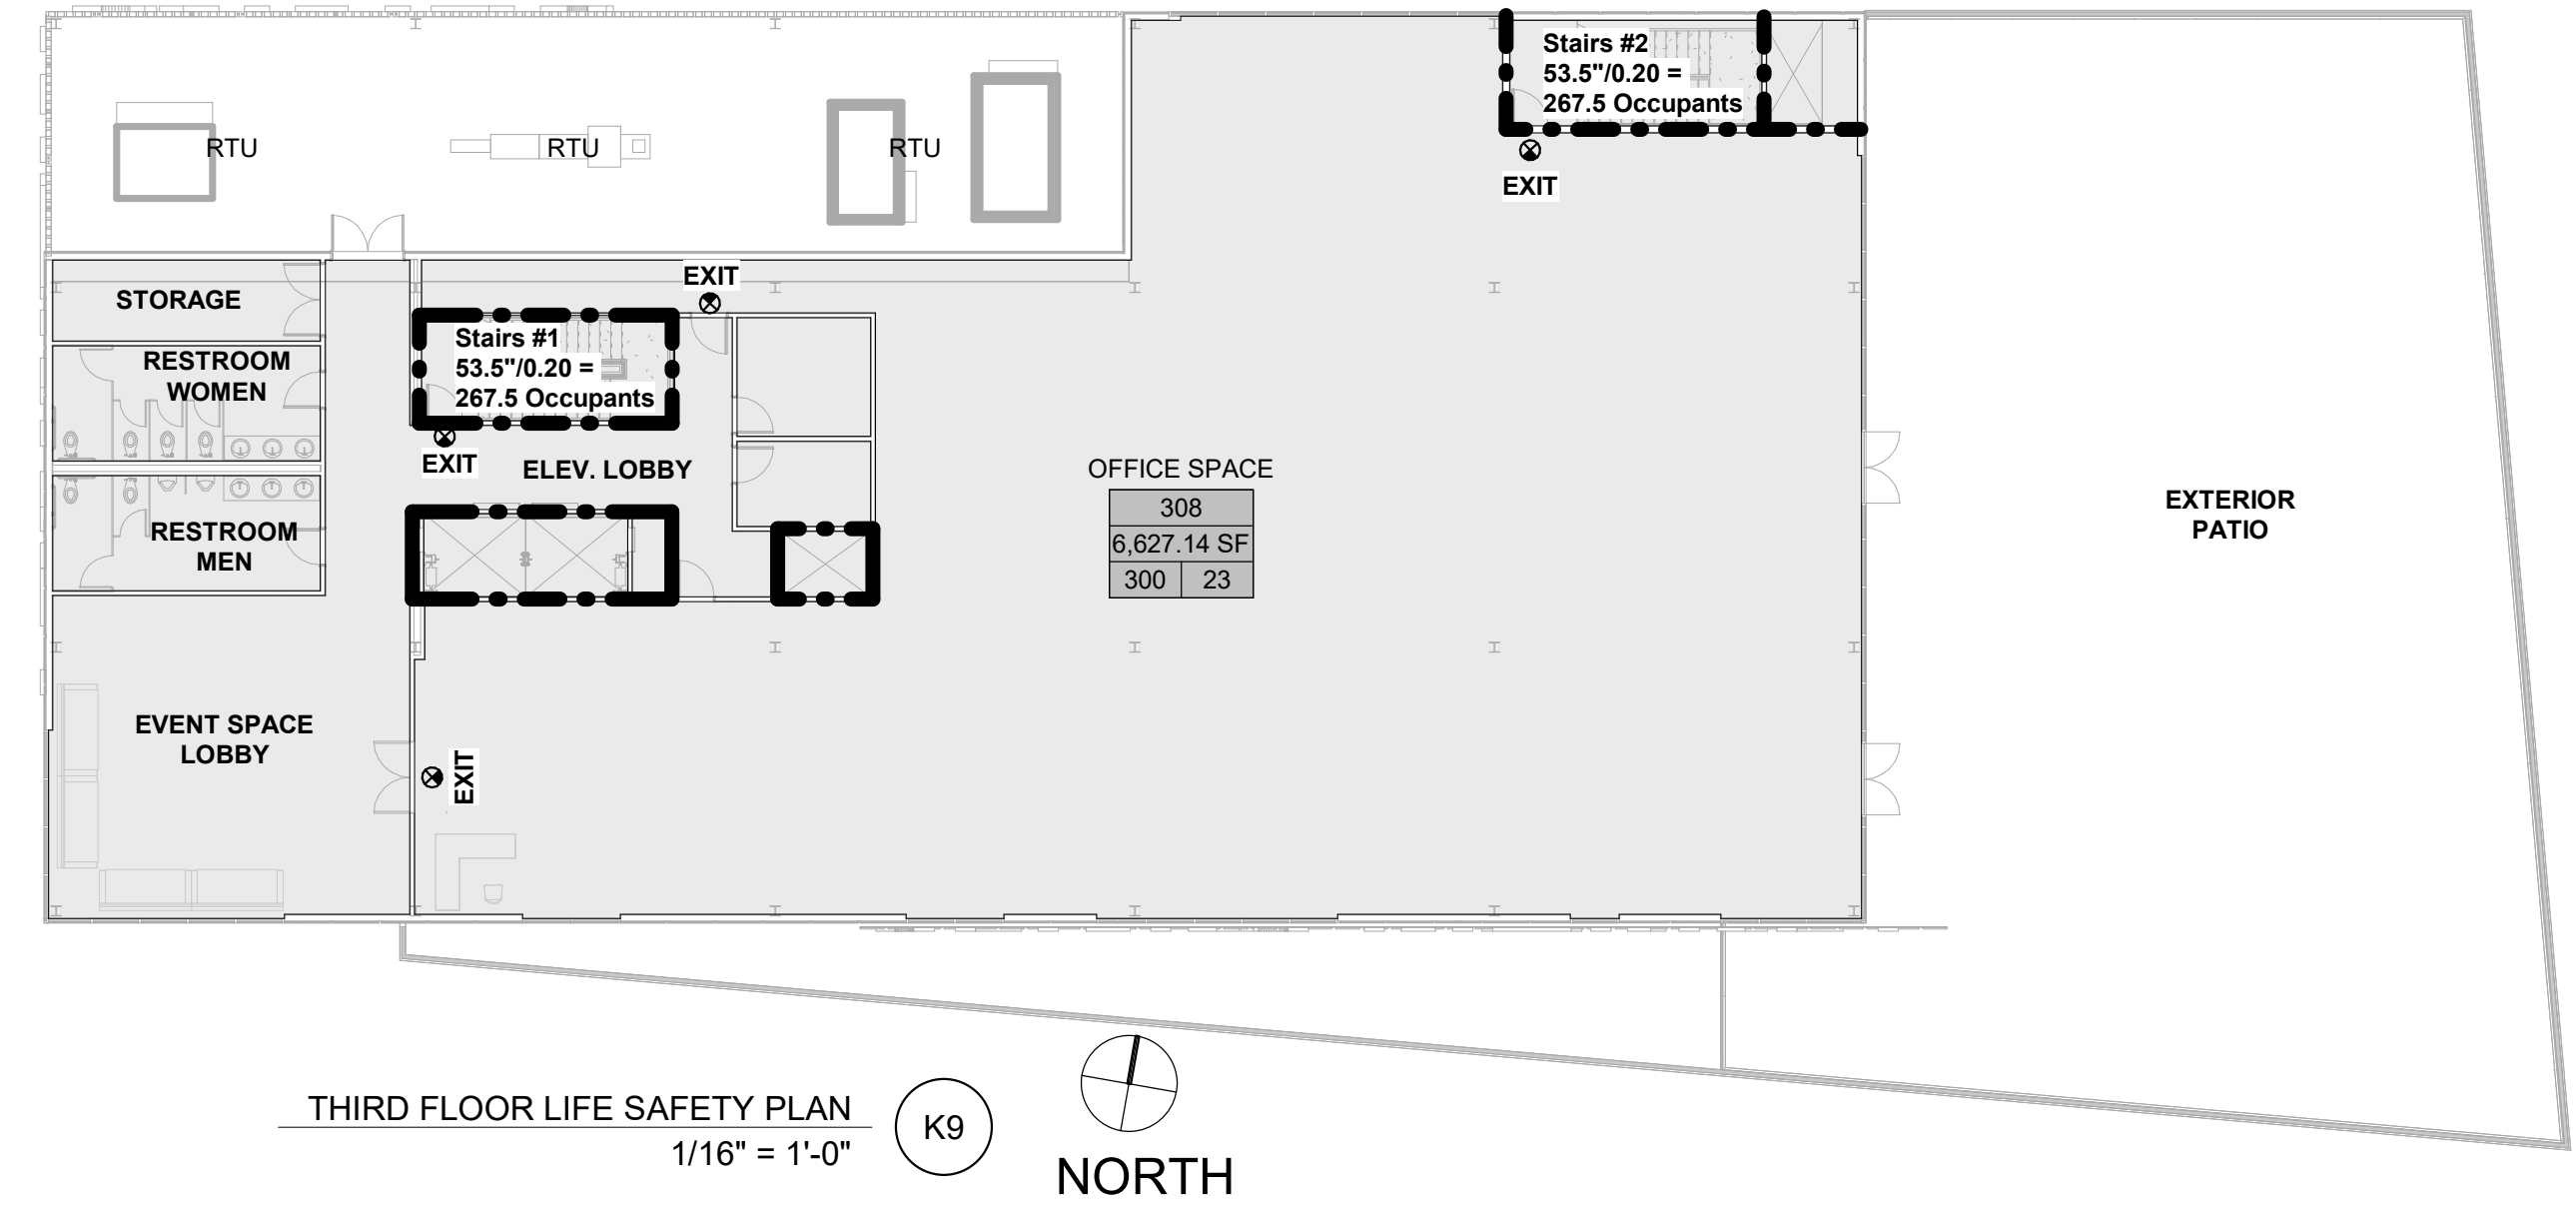 Stairs #2
53.5"/0.20 =
267.5 Occupants
RTU
RTU
RTU
EXIT
EXIT
STORAGE
Stairs #1
53.5"/0.20 =
267.5 Occupants
RESTROOM
WOMEN
EXIT
ELEV. LOBBY
OFFICE SPACE
308
6,627.14 SF
300 23
EXTERIOR
PATIO
RESTROOM
MEN
EVENT SPACE
LOBBY
EXIT
THIRD FLOOR LIFE SAFETY PLAN
1/16" = 1'-0"
K9
NORTH